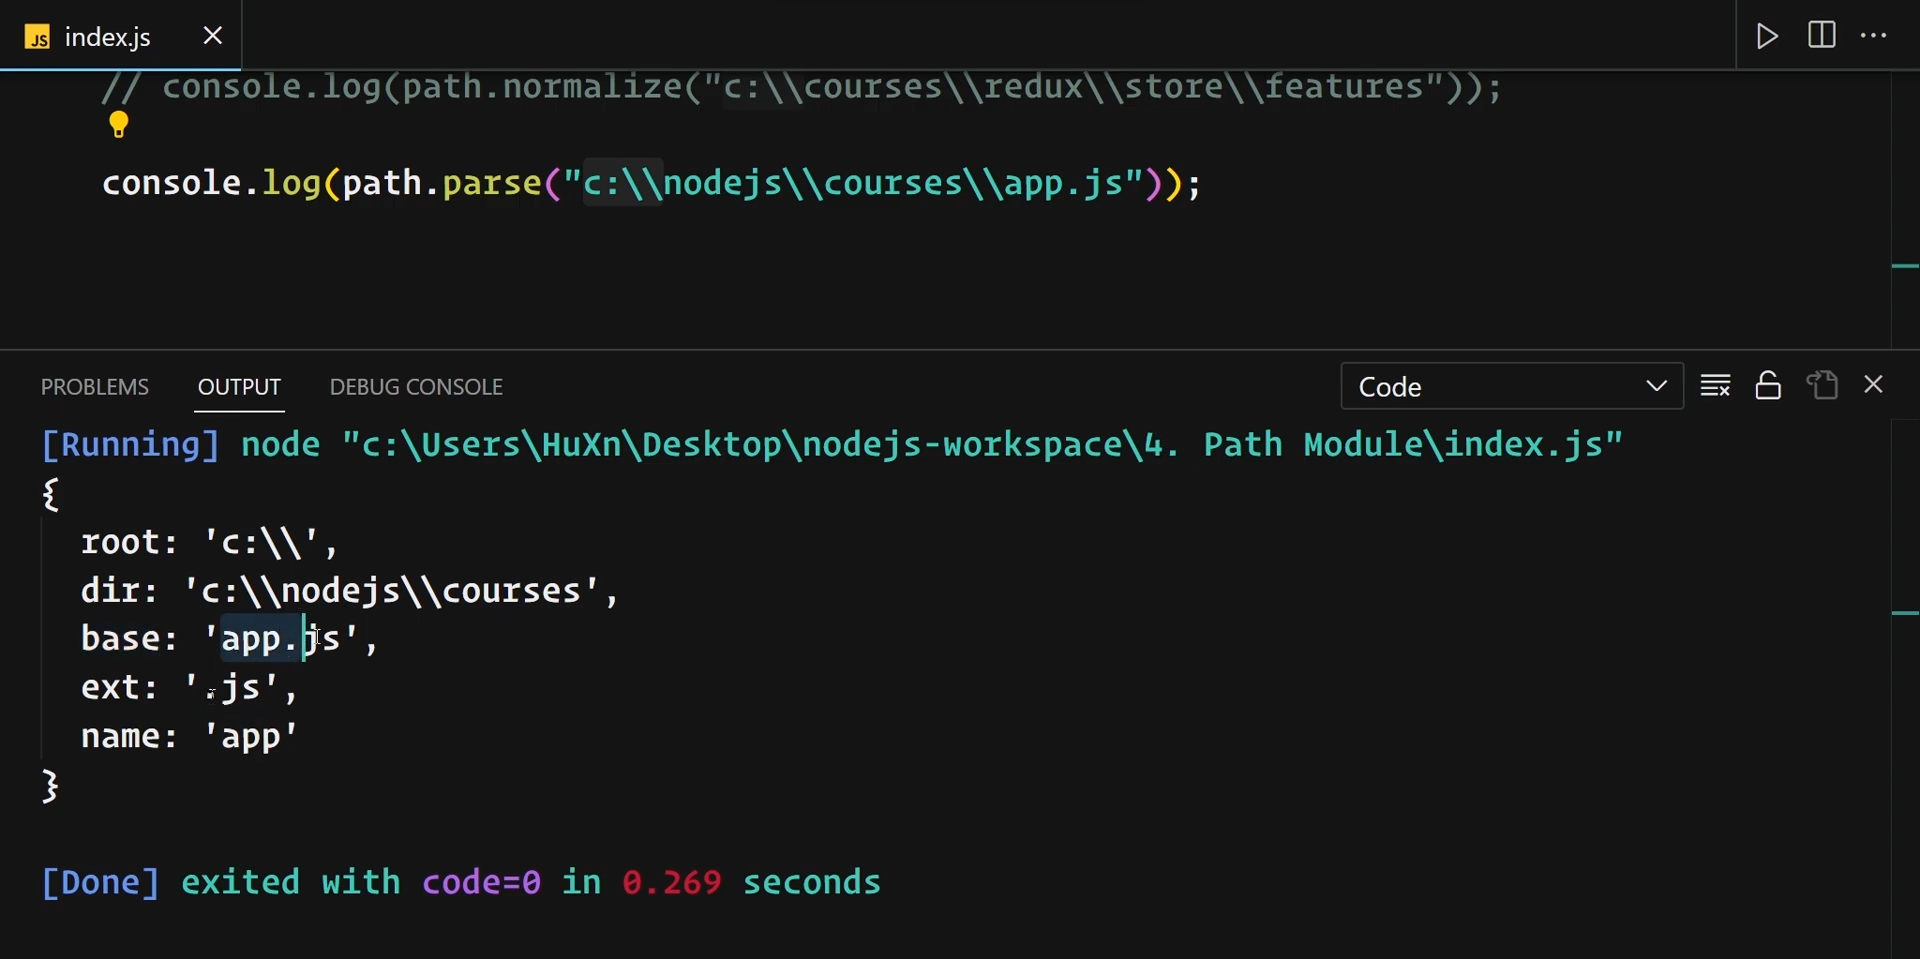 JS index.js
// console.log(path.normalize("c:\\courses\\redux\\store\\features"));
console.log(path.parse("c:\\nodejs\\courses\\app.js"));
PROBLEMS OUTPUT DEBUG CONSOLE Code
[Running] node "c:\Users\HuXn\Desktop\nodejs-workspace\4. Path Module\index.js"
{
root: 'c:\\',
dir: 'c:\\nodejs\\courses',
base: 'app.js',
ext: '.js',
name: 'app'
}
[Done] exited with code=0 in 0.269 seconds